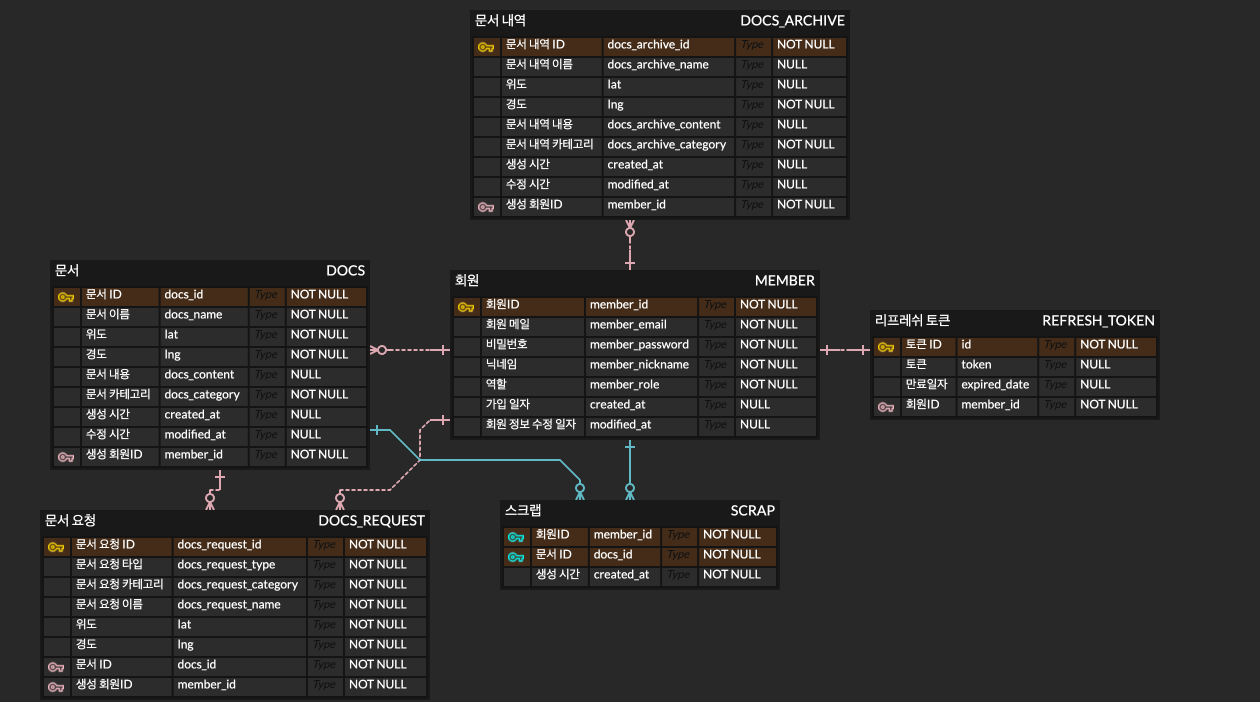 문서 내역 DOCS_ARCHIVE
문서 내역 ID docs_archive_id Type NOT NULL
문서 내역 이름 docs_archive_name Type NULL
위도 lat Type NULL
경도 lng Type NOT NULL
문서 내역 내용 docs_archive_content Type NULL
문서 내역 카테고리 docs_archive_category Type NOT NULL
생성 시간 created_at Type NULL
수정 시간 modified_at Type NULL
생성 회원ID member_id Type NOT NULL
문서 DOCS
문서 ID docs_id Type NOT NULL
문서 이름 docs_name Type NOT NULL
위도 lat Type NOT NULL
경도 lng Type NOT NULL
문서 내용 docs_content Type NULL
문서 카테고리 docs_category Type NOT NULL
생성 시간 created_at Type NULL
수정 시간 modified_at Type NULL
생성 회원ID member_id Type NOT NULL
회원 MEMBER
회원ID member_id Type NOT NULL
회원 메일 member_email Type NOT NULL
비밀번호 member_password Type NOT NULL
닉네임 member_nickname Type NOT NULL
역할 member_role Type NOT NULL
가입 일자 created_at Type NULL
회원 정보 수정 일자 modified_at Type NULL
리프레쉬 토큰 REFRESH_TOKEN
토큰 ID id Type NOT NULL
토큰 token Type NULL
만료일자 expired_date Type NULL
회원ID member_id Type NOT NULL
문서 요청 DOCS_REQUEST
문서 요청 ID docs_request_id Type NOT NULL
문서 요청 타입 docs_request_type Type NOT NULL
문서 요청 카테고리 docs_request_category Type NOT NULL
문서 요청 이름 docs_request_name Type NOT NULL
위도 lat Type NOT NULL
경도 lng Type NOT NULL
문서 ID docs_id Type NOT NULL
생성 회원ID member_id Type NOT NULL
스크랩 SCRAP
회원ID member_id Type NOT NULL
문서 ID docs_id Type NOT NULL
생성 시간 created_at Type NOT NULL